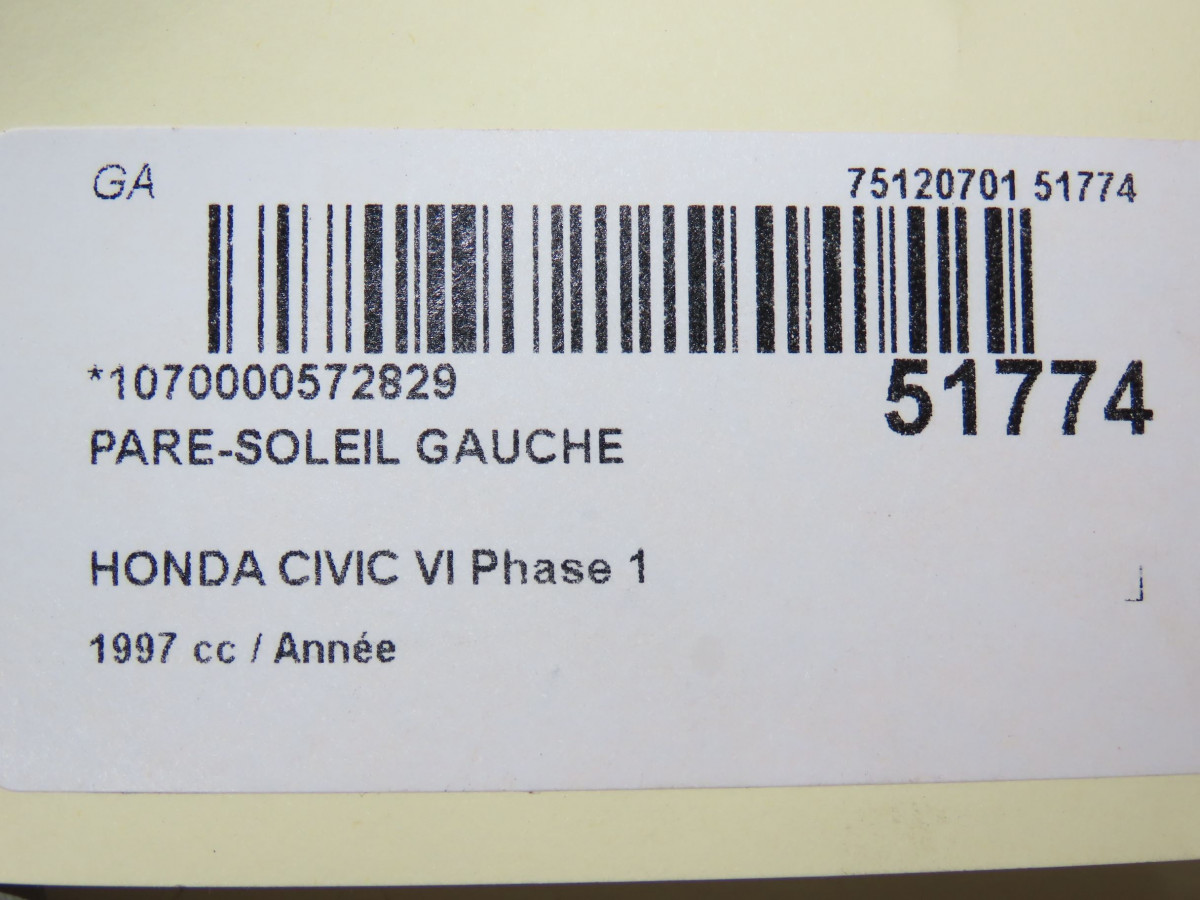 GA
75120701 51774
*1070000572829
51774
PARE-SOLEIL GAUCHE
HONDA CIVIC VI Phase 1
1997 cc / Année